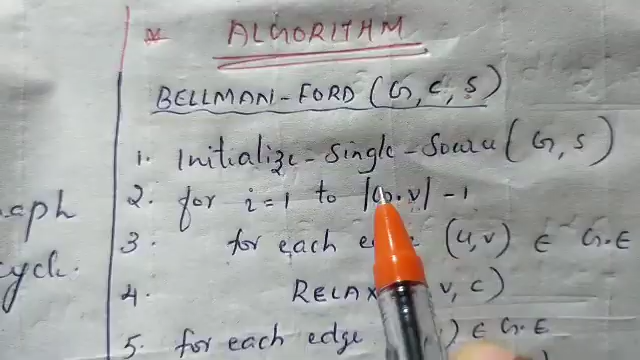 ALGORITHM
BELLMAN-FORD (G, C, S)
1. Initialize-Single-Source (G, S)
2. for i=1 to |G.V| -1
3. for each (u,v) ∈ G.E
4. RELAX v, c)
5. for each edge ) ∈ G.E
aph
cycle.